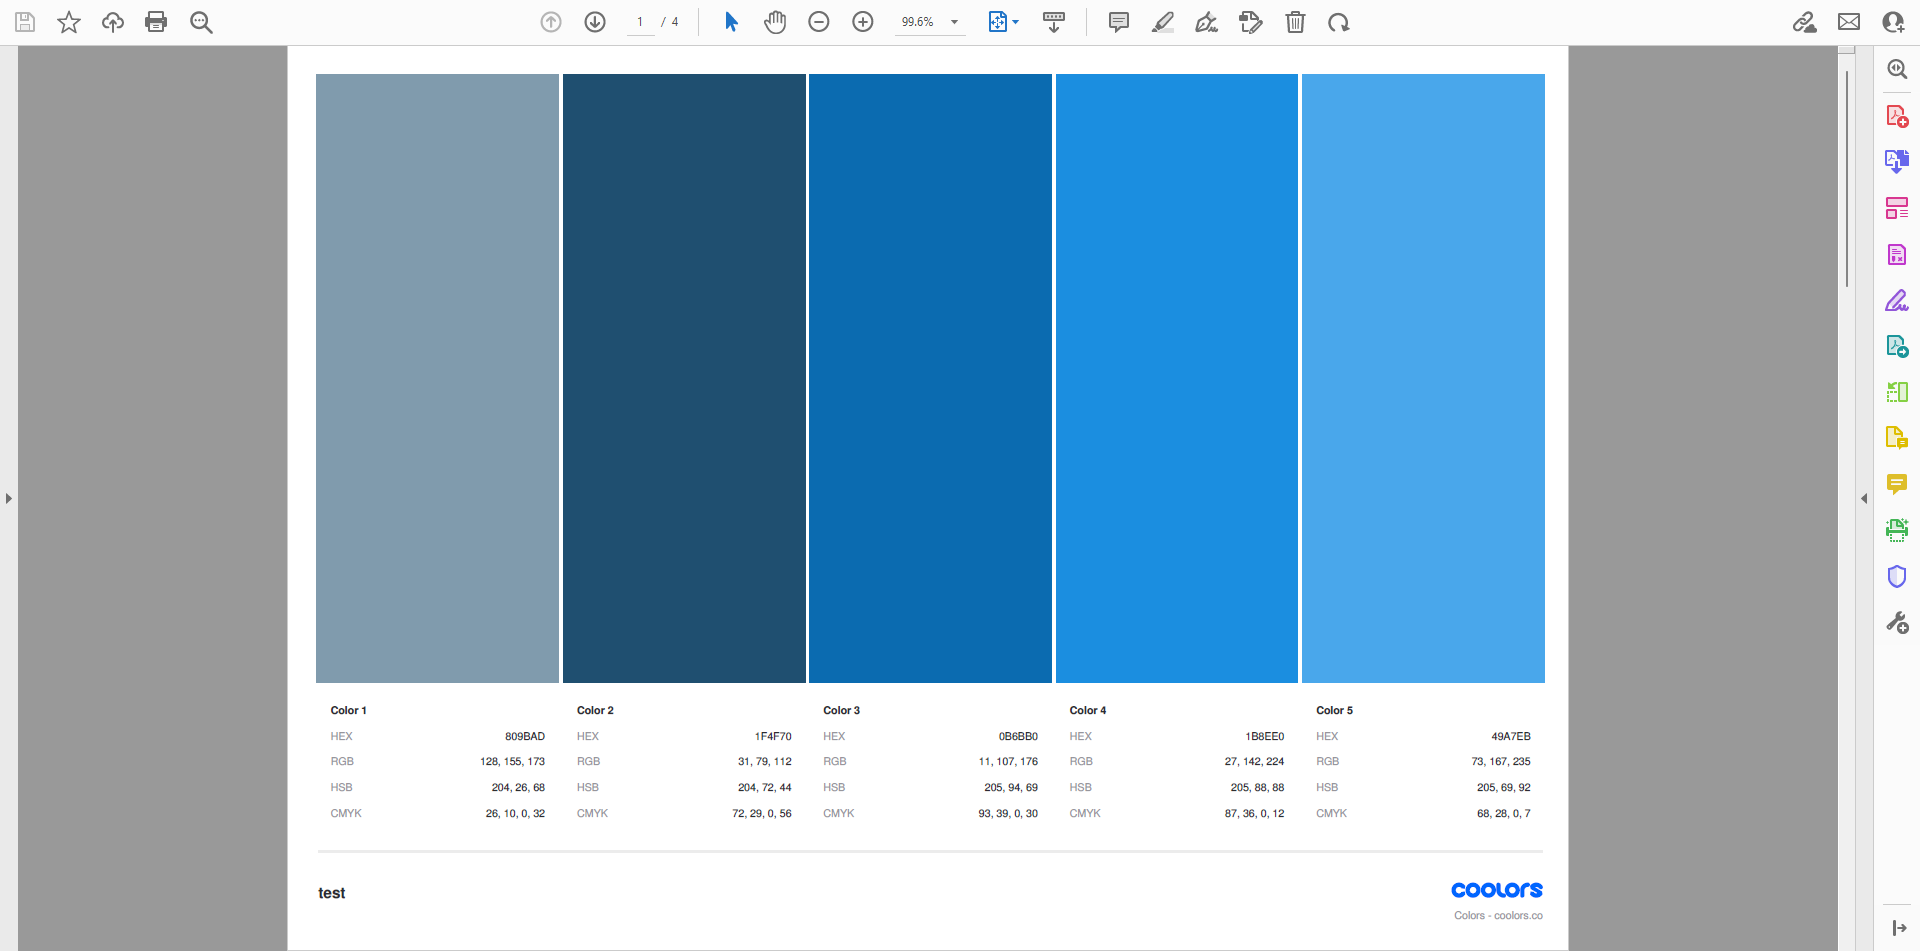 1 / 4 99.6%
Color 1 Color 2 Color 3 Color 4 Color 5
HEX 809BAD HEX 1F4F70 HEX 0B6BB0 HEX 1B8EE0 HEX 49A7EB
RGB 128, 155, 173 RGB 31, 79, 112 RGB 11, 107, 176 RGB 27, 142, 224 RGB 73, 167, 235
HSB 204, 26, 68 HSB 204, 72, 44 HSB 205, 94, 69 HSB 205, 88, 88 HSB 205, 69, 92
CMYK 26, 10, 0, 32 CMYK 72, 29, 0, 56 CMYK 93, 39, 0, 30 CMYK 87, 36, 0, 12 CMYK 68, 28, 0, 7
test coolors
Colors - coolors.co